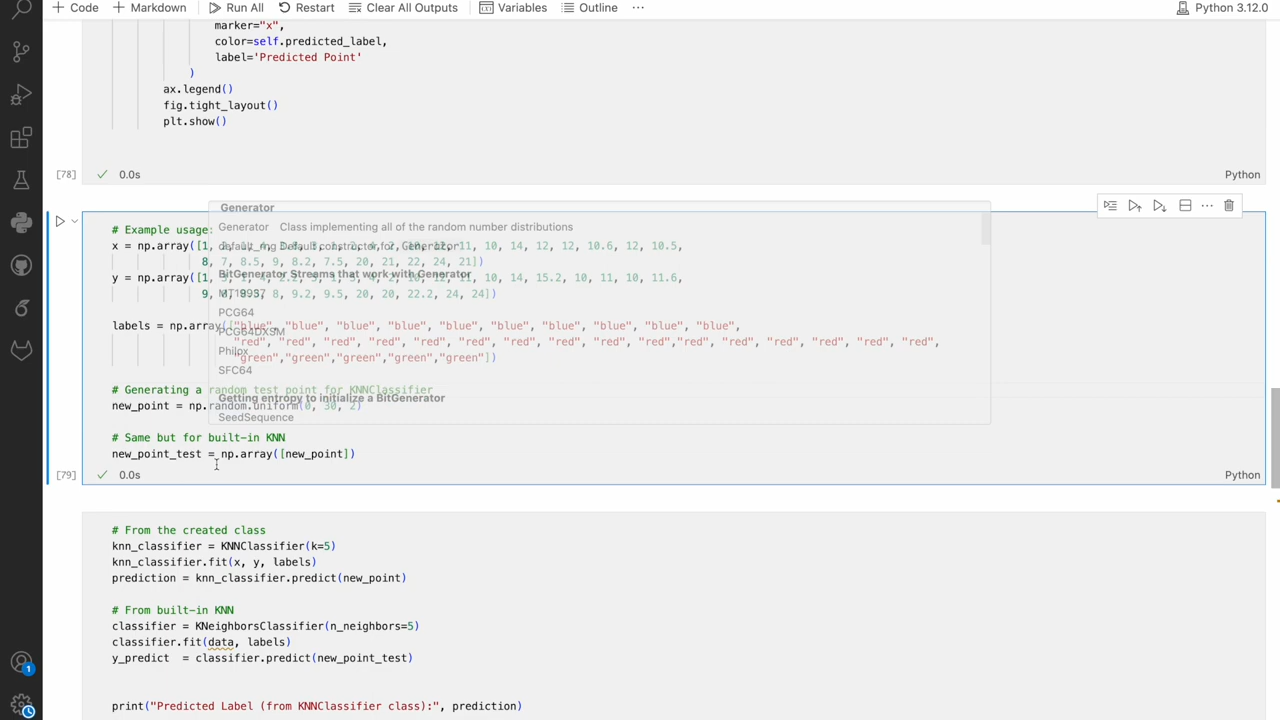 Code Markdown Run All Restart Clear All Outputs Variables Outline ... Python 3.12.0
marker="x",
color=self.predicted_label,
label='Predicted Point'
)
ax.legend()
fig.tight_layout()
plt.show()
[78] 0.0s Python
Generator
# Example usage:
Generator Class implementing all of the random number distributions
x = np.array([1, 10, 14, 12, 12, 10.6, 12, 10.5,
default_rng Default constructor for Generator
8, 7, 8.5, 9, 8.2, 7.5, 20, 21, 22, 24, 21])
BitGenerator Streams that work with Generator
y = np.array([1, 11, 10, 14, 15.2, 10, 11, 10, 11.6,
MT19937
9, 8, 9.2, 9.5, 20, 20, 22.2, 24, 24])
PCG64
labels = np.array(["blue", "blue", "blue", "blue", "blue", "blue", "blue", "blue", "blue", "blue",
PCG64DXSM
"red", "red", "red", "red", "red", "red", "red", "red", "red","red", "red", "red", "red", "red", "red",
Philox
"green","green","green","green","green"])
SFC64
# Generating a random test point for KNNClassifier
Getting entropy to initialize a BitGenerator
new_point = np.random.uniform(0, 30, 2)
SeedSequence
# Same but for built-in KNN
new_point_test = np.array([new_point])
[79] 0.0s Python
# From the created class
knn_classifier = KNNClassifier(k=5)
knn_classifier.fit(x, y, labels)
prediction = knn_classifier.predict(new_point)
# From built-in KNN
classifier = KNeighborsClassifier(n_neighbors=5)
classifier.fit(data, labels)
y_predict = classifier.predict(new_point_test)
print("Predicted Label (from KNNClassifier class):", prediction)
1